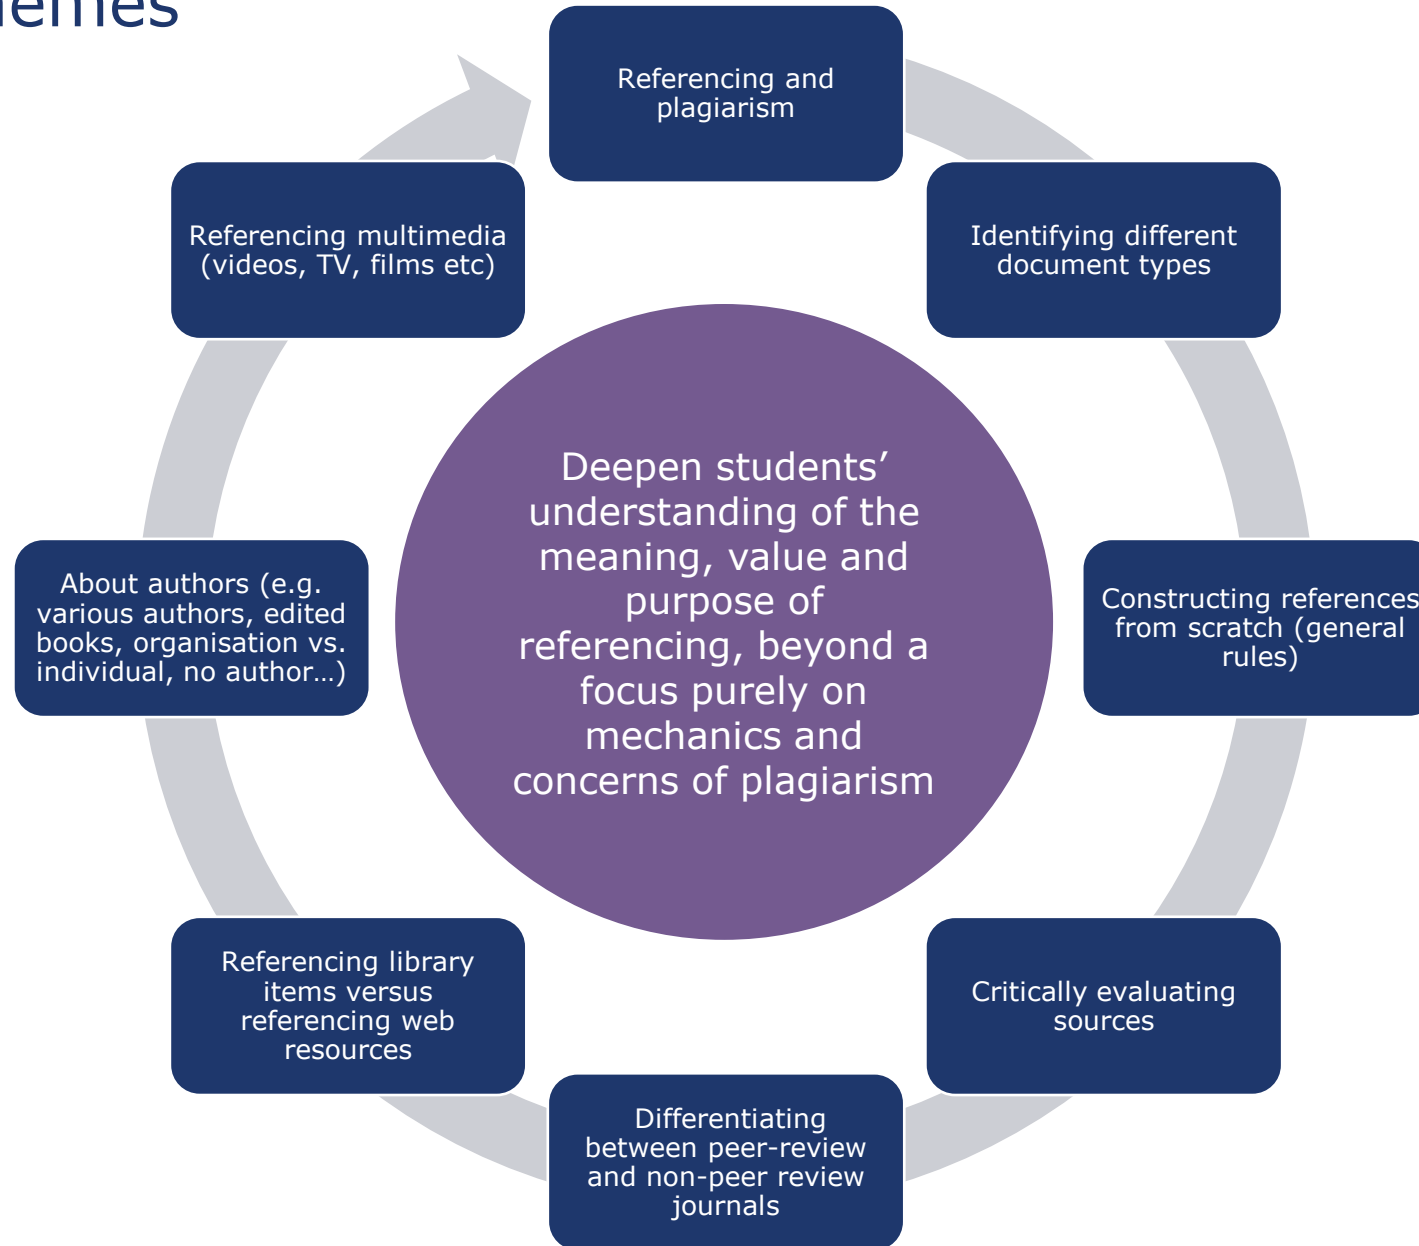 emes
Referencing and
plagiarism
Identifying different
document types
Constructing references
from scratch (general
rules)
Critically evaluating
sources
Differentiating
between peer-review
and non-peer review
journals
Referencing library
items versus
referencing web
resources
About authors (e.g.
various authors, edited
books, organisation vs.
individual, no author…)
Referencing multimedia
(videos, TV, films etc)
Deepen students’
understanding of the
meaning, value and
purpose of
referencing, beyond a
focus purely on
mechanics and
concerns of plagiarism